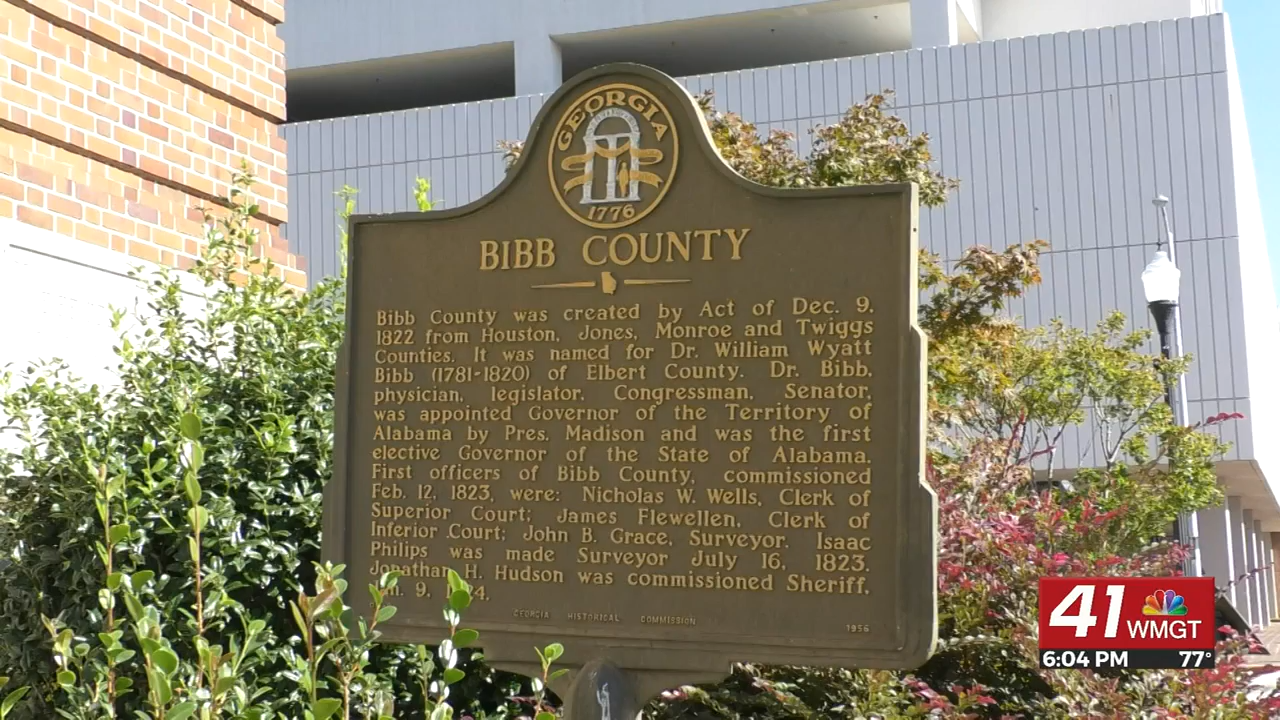 GEORGIA
1776
BIBB COUNTY
Bibb County was created by Act of Dec. 9,
1822 from Houston, Jones, Monroe and Twiggs
Counties. It was named for Dr. William Wyatt
Bibb (1781-1820) of Elbert County. Dr. Bibb,
physician, legislator, Congressman, Senator,
was appointed Governor of the Territory of
Alabama by Pres. Madison and was the first
elective Governor of the State of Alabama.
First officers of Bibb County, commissioned
Feb. 12, 1823, were: Nicholas W. Wells, Clerk of
Superior Court; James Flewellen, Clerk of
Inferior Court; John B. Grace, Surveyor. Isaac
Philips was made Surveyor July 16, 1823.
Jonathan H. Hudson was commissioned Sheriff,
9,
GEORGIA HISTORICAL COMMISSION 1956
41 WMGT
6:04 PM 77°